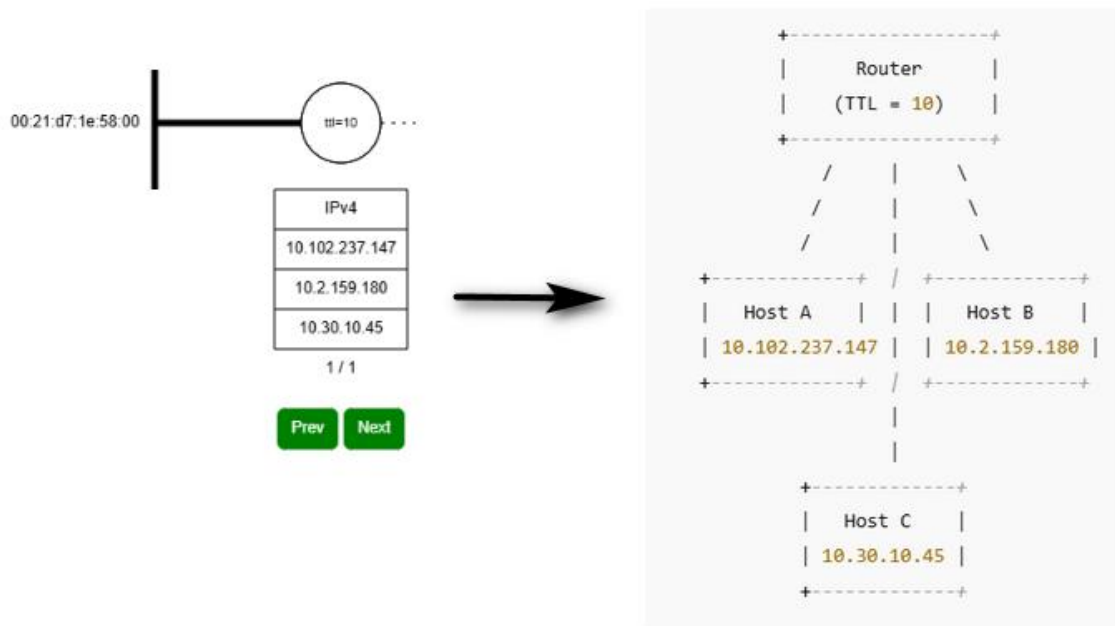 00:21:d7:1e:58:00
ttl=10
IPv4
10.102.237.147
10.2.159.180
10.30.10.45
1 / 1
Prev Next
Router
(TTL = 10)
Host A
10.102.237.147
Host B
10.2.159.180
Host C
10.30.10.45